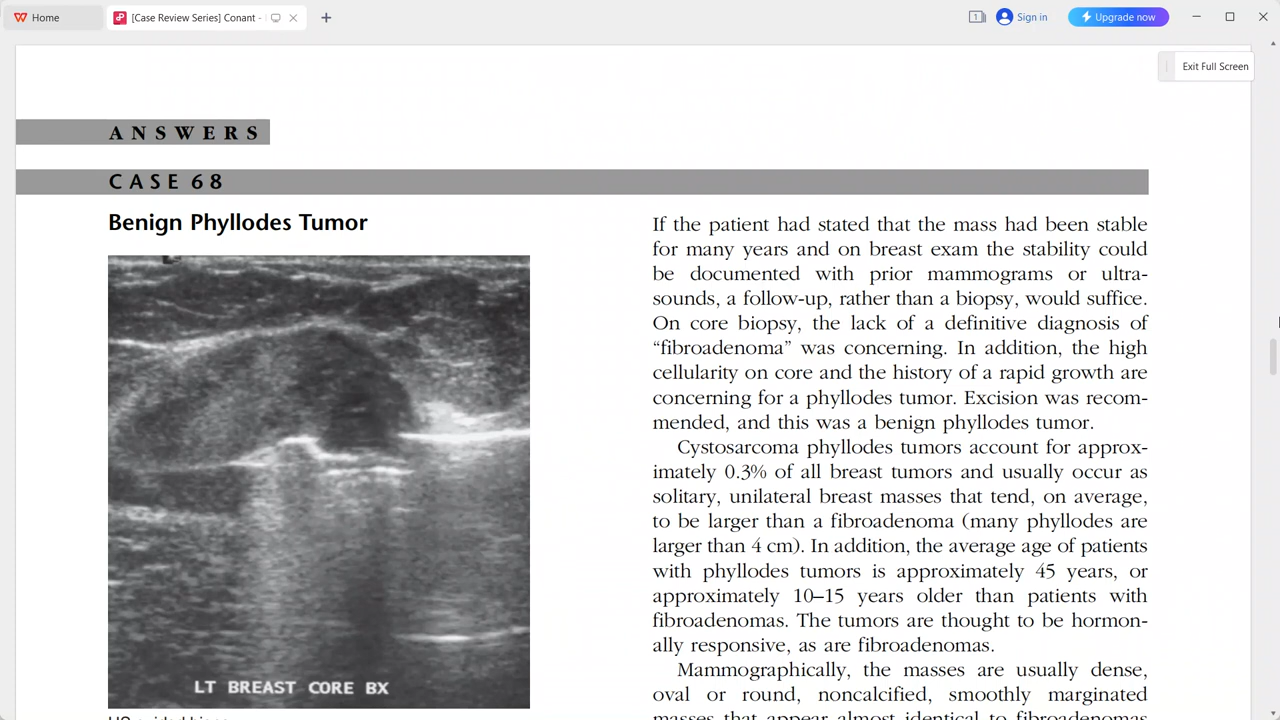 Home
[Case Review Series] Conant -
1
Sign in
Upgrade now
Exit Full Screen
ANSWERS
CASE 68
Benign Phyllodes Tumor
LT BREAST CORE BX
If the patient had stated that the mass had been stable
for many years and on breast exam the stability could
be documented with prior mammograms or ultra-
sounds, a follow-up, rather than a biopsy, would suffice.
On core biopsy, the lack of a definitive diagnosis of
“fibroadenoma” was concerning. In addition, the high
cellularity on core and the history of a rapid growth are
concerning for a phyllodes tumor. Excision was recom-
mended, and this was a benign phyllodes tumor.
Cystosarcoma phyllodes tumors account for approx-
imately 0.3% of all breast tumors and usually occur as
solitary, unilateral breast masses that tend, on average,
to be larger than a fibroadenoma (many phyllodes are
larger than 4 cm). In addition, the average age of patients
with phyllodes tumors is approximately 45 years, or
approximately 10–15 years older than patients with
fibroadenomas. The tumors are thought to be hormon-
ally responsive, as are fibroadenomas.
Mammographically, the masses are usually dense,
oval or round, noncalcified, smoothly marginated
masses that appear almost identical to fibroadenomas